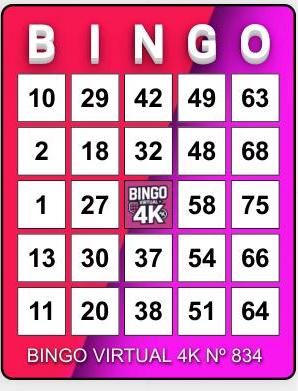 B I N G O
10 29 42 49 63
2 18 32 48 68
1 27 BINGO VIRTUAL 4K 58 75
13 30 37 54 66
11 20 38 51 64
BINGO VIRTUAL 4K Nº 834